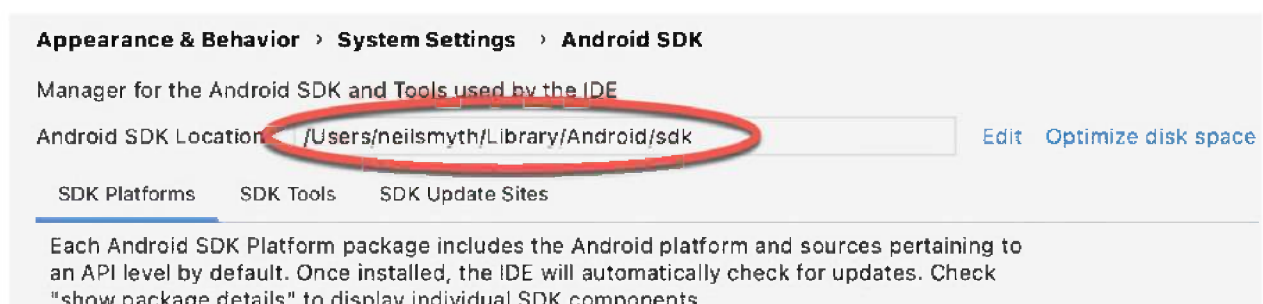 Appearance & Behavior › System Settings › Android SDK
Manager for the Android SDK and Tools used by the IDE
Android SDK Location /Users/neilsmyth/Library/Android/sdk Edit Optimize disk space
SDK Platforms SDK Tools SDK Update Sites
Each Android SDK Platform package includes the Android platform and sources pertaining to
an API level by default. Once installed, the IDE will automatically check for updates. Check
"show package details" to display individual SDK components